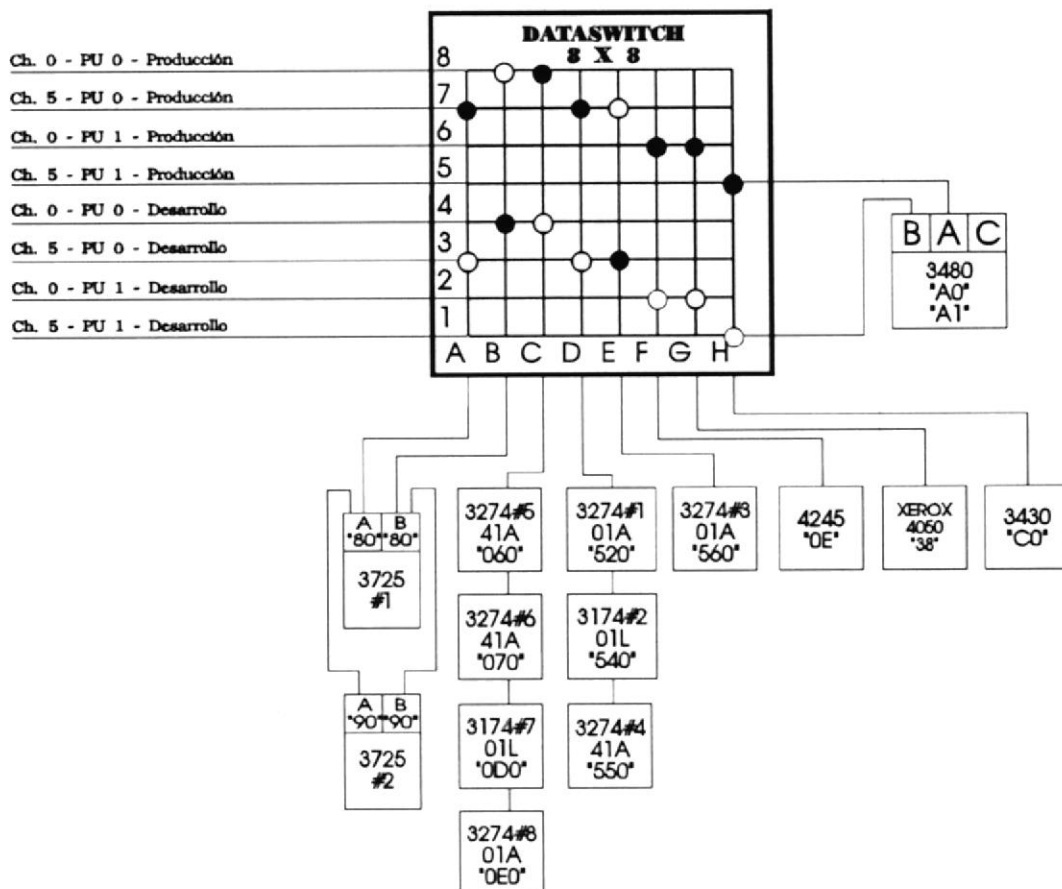 DATASWITCH
8 X 8
Ch. 0 - PU 0 - Producción
Ch. 5 - PU 0 - Producción
Ch. 0 - PU 1 - Producción
Ch. 5 - PU 1 - Producción
Ch. 0 - PU 0 - Desarrollo
Ch. 5 - PU 0 - Desarrollo
Ch. 0 - PU 1 - Desarrollo
Ch. 5 - PU 1 - Desarrollo
8
7
6
5
4
3
2
1
A B C D E F G H
B A C
3480
"A0"
"A1"
A B
"80" "80"
3725
#1
A B
"90" "90"
3725
#2
3274#5
41A
"060"
3274#6
41A
"070"
3174#7
01L
"0D0"
3274#8
01A
"0E0"
3274#1
01A
"520"
3174#2
01L
"540"
3274#4
41A
"550"
3274#3
01A
"560"
4245
"0E"
XEROX
4050
"38"
3430
"C0"